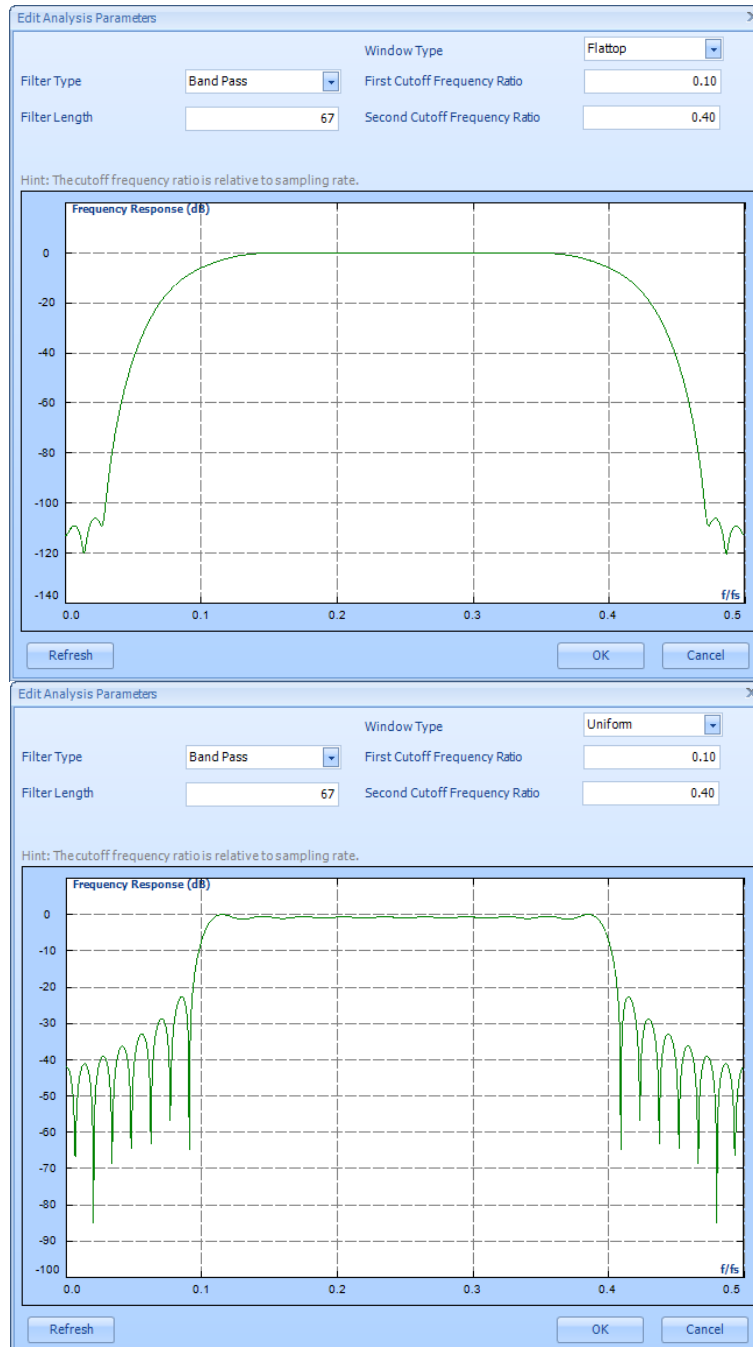 Edit Analysis Parameters
Window Type Flattop
Filter Type Band Pass First Cutoff Frequency Ratio 0.10
Filter Length 67 Second Cutoff Frequency Ratio 0.40
Hint: The cutoff frequency ratio is relative to sampling rate.
Frequency Response (dB)
0
-20
-40
-60
-80
-100
-120
-140
f/fs
0.0 0.1 0.2 0.3 0.4 0.5
Refresh OK Cancel
Edit Analysis Parameters
Window Type Uniform
Filter Type Band Pass First Cutoff Frequency Ratio 0.10
Filter Length 67 Second Cutoff Frequency Ratio 0.40
Hint: The cutoff frequency ratio is relative to sampling rate.
Frequency Response (dB)
0
-10
-20
-30
-40
-50
-60
-70
-80
-90
-100
f/fs
0.0 0.1 0.2 0.3 0.4 0.5
Refresh OK Cancel